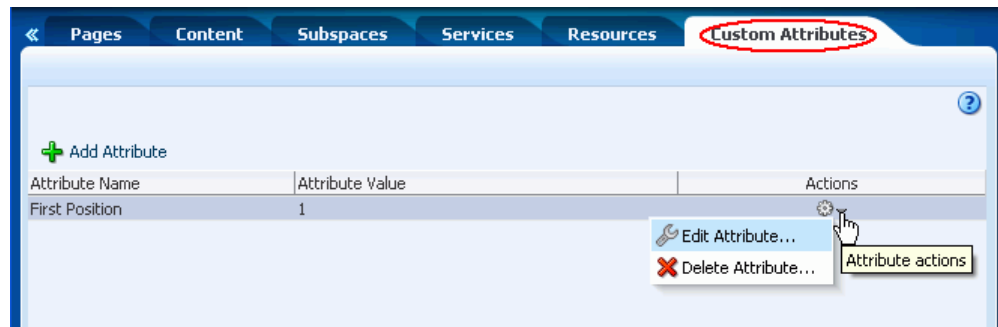 « Pages Content Subspaces Services Resources Custom Attributes
Add Attribute
Attribute Name Attribute Value Actions
First Position 1
Edit Attribute...
Delete Attribute...
Attribute actions